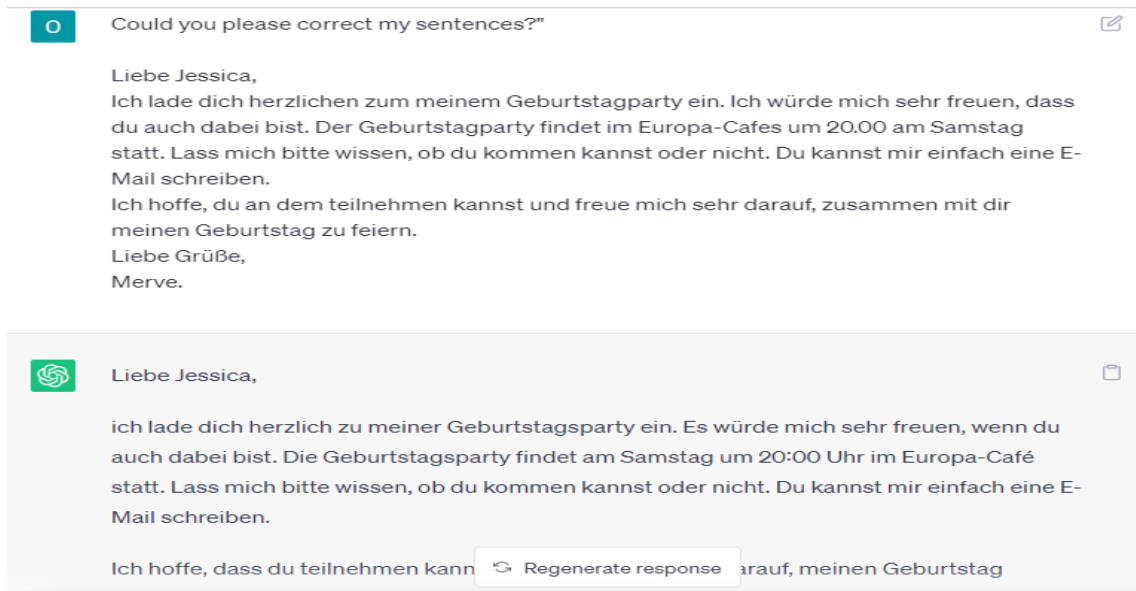 O
Could you please correct my sentences?"
Liebe Jessica,
Ich lade dich herzlichen zum meinem Geburtstagparty ein. Ich würde mich sehr freuen, dass
du auch dabei bist. Der Geburtstagparty findet im Europa-Cafes um 20.00 am Samstag
statt. Lass mich bitte wissen, ob du kommen kannst oder nicht. Du kannst mir einfach eine E-
Mail schreiben.
Ich hoffe, du an dem teilnehmen kannst und freue mich sehr darauf, zusammen mit dir
meinen Geburtstag zu feiern.
Liebe Grüße,
Merve.
Liebe Jessica,
ich lade dich herzlich zu meiner Geburtstagsparty ein. Es würde mich sehr freuen, wenn du
auch dabei bist. Die Geburtstagsparty findet am Samstag um 20:00 Uhr im Europa-Café
statt. Lass mich bitte wissen, ob du kommen kannst oder nicht. Du kannst mir einfach eine E-
Mail schreiben.
Ich hoffe, dass du teilnehmen kann Regenerate response arauf, meinen Geburtstag